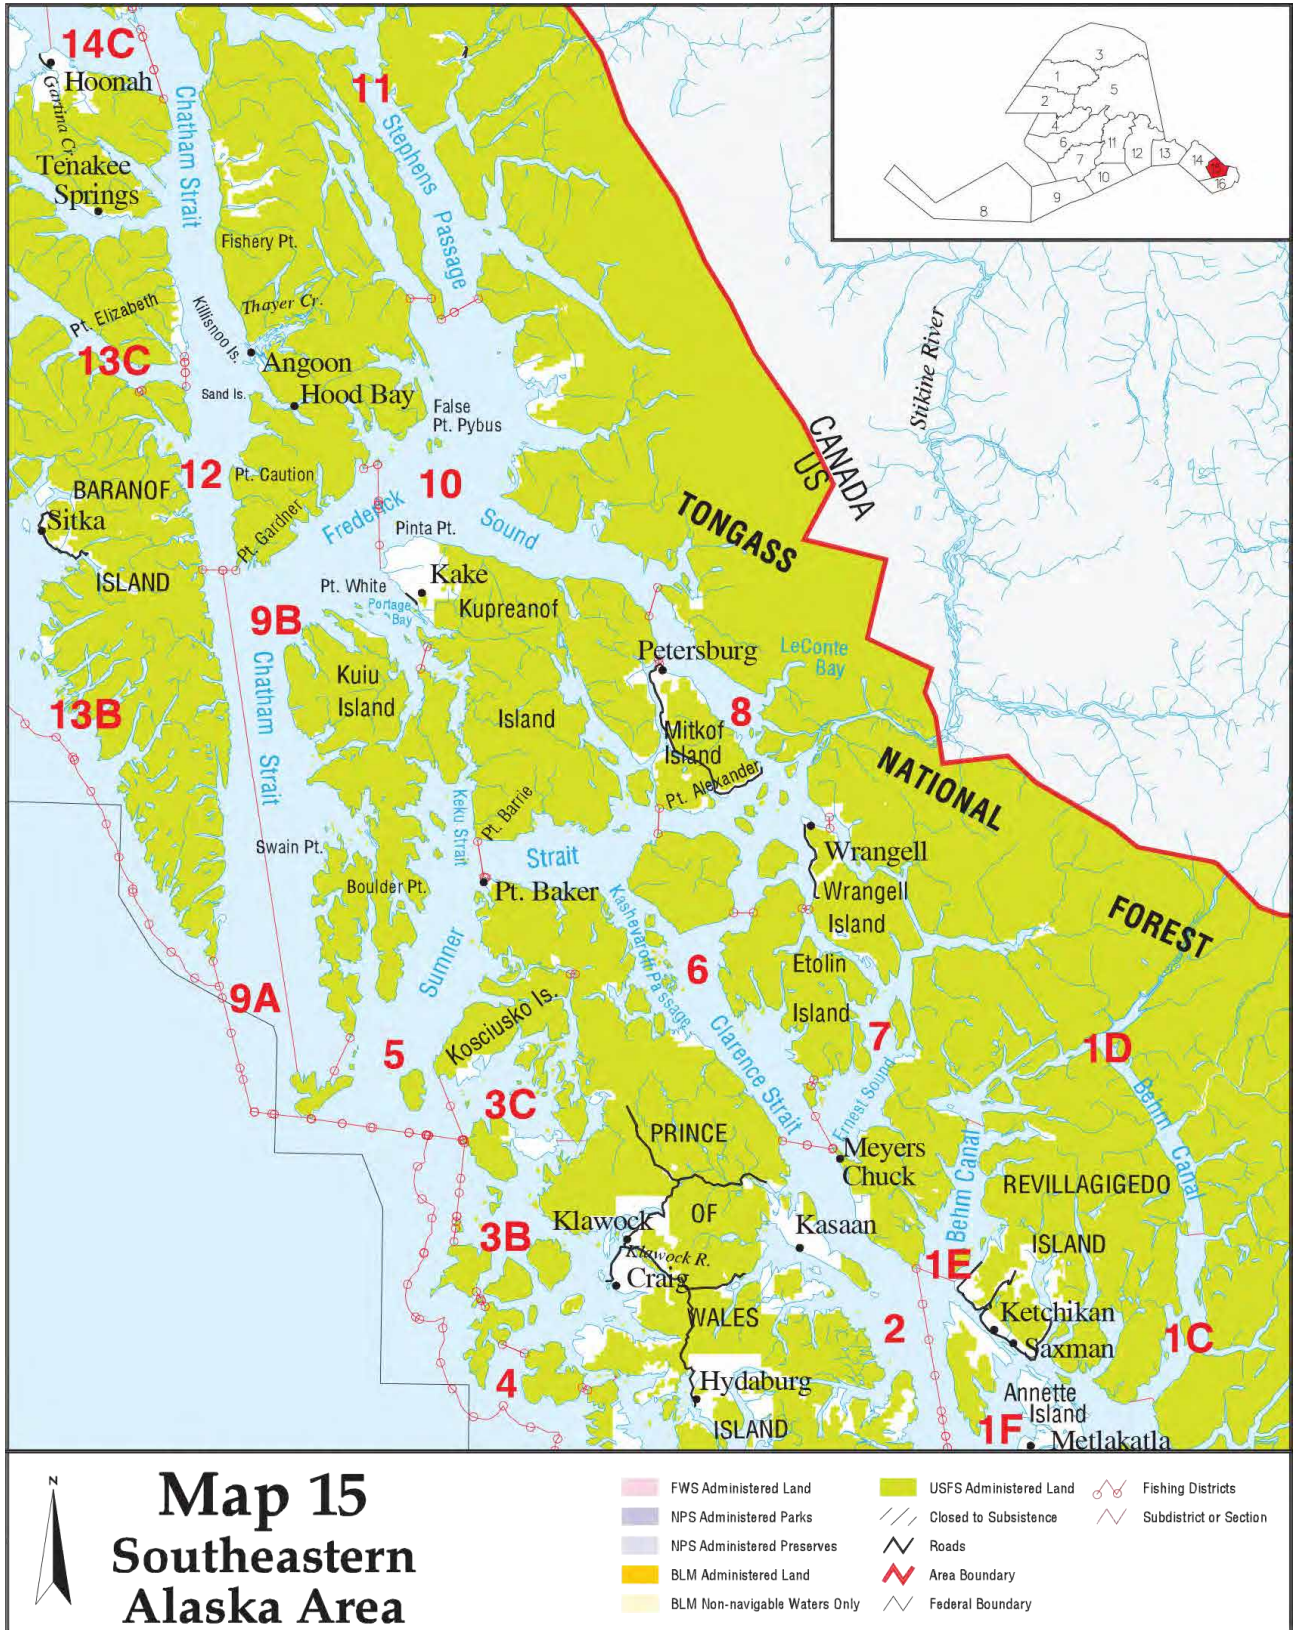 14C
Hoonah
Gartina Cr.
Tenakee
Springs
Chatham Strait
11
Stephens Passage
Fishery Pt.
Thayer Cr.
Killisnoo Is.
Pt. Elizabeth
13C
Angoon
Sand Is.
Hood Bay
False
Pt. Pybus
12
Pt. Caution
10
BARANOF
Sitka
ISLAND
Pt. Gardner
Frederick
Sound
Pinta Pt.
Pt. White
Kake
Portage
Bay
Kupreanof
9B
Kuiu
Island
Island
Chatham Strait
13B
Petersburg
LeConte
Bay
8
Mitkof
Island
Pt. Alexander
Stikine River
CANADA
US
TONGASS
NATIONAL
FOREST
Keku Strait
Pt. Barrie
Swain Pt.
Boulder Pt.
Strait
Pt. Baker
Sumner
Wrangell
Wrangell
Island
Kashevaroff Passage
6
Etolin
Island
9A
5
Kosciusko Is.
3C
7
Clarence Strait
Ernest Sound
1D
Behm Canal
PRINCE
Meyers
Chuck
Behm Canal
REVILLAGIGEDO
ISLAND
OF
Klawock
Klawock R.
Craig
3B
Kasaan
1E
WALES
2
Ketchikan
Saxman
1C
4
Hydaburg
ISLAND
Annette
Island
1F
Metlakatla
3
1
5
2
4
6
7
11
12
13
14
15
16
10
9
8
N
Map 15
Southeastern
Alaska Area
FWS Administered Land
NPS Administered Parks
NPS Administered Preserves
BLM Administered Land
BLM Non-navigable Waters Only
USFS Administered Land
Closed to Subsistence
Roads
Area Boundary
Federal Boundary
Fishing Districts
Subdistrict or Section